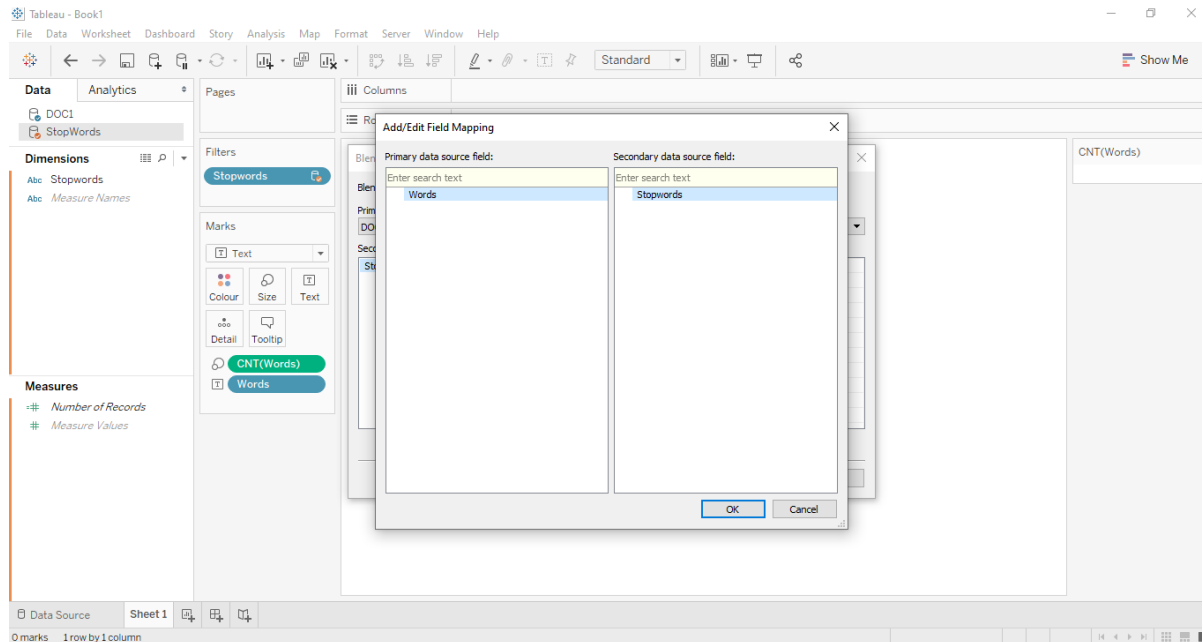 Tableau - Book1
File Data Worksheet Dashboard Story Analysis Map Format Server Window Help
Standard
Show Me
Data Analytics
Pages
Columns
DOC1
StopWords
Add/Edit Field Mapping
Dimensions
Filters
Primary data source field: Secondary data source field:
CNT(Words)
Abc Stopwords
Stopwords
Enter search text Enter search text
Abc Measure Names
Words Stopwords
Marks
T Text
Colour Size Text
Detail Tooltip
CNT(Words)
T Words
Measures
Number of Records
Measure Values
OK Cancel
Data Source Sheet 1
0 marks 1 row by 1 column